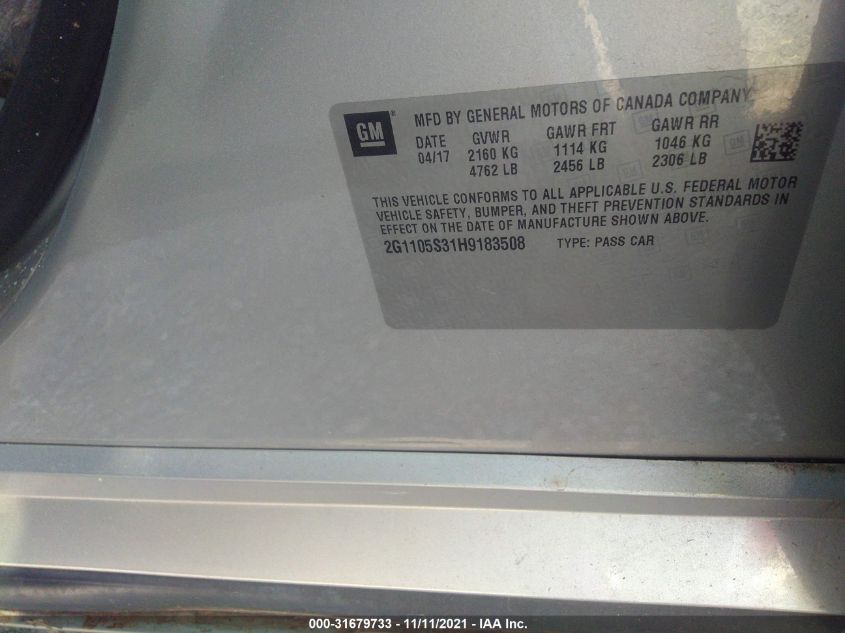 GM
MFD BY GENERAL MOTORS OF CANADA COMPANY
DATE GVWR GAWR FRT GAWR RR
04/17 2160 KG 1114 KG 1046 KG
4762 LB 2456 LB 2306 LB
THIS VEHICLE CONFORMS TO ALL APPLICABLE U.S. FEDERAL MOTOR
VEHICLE SAFETY, BUMPER, AND THEFT PREVENTION STANDARDS IN
EFFECT ON THE DATE OF MANUFACTURE SHOWN ABOVE.
2G1105S31H9183508 TYPE: PASS CAR
000-31679733 - 11/11/2021 - IAA Inc.